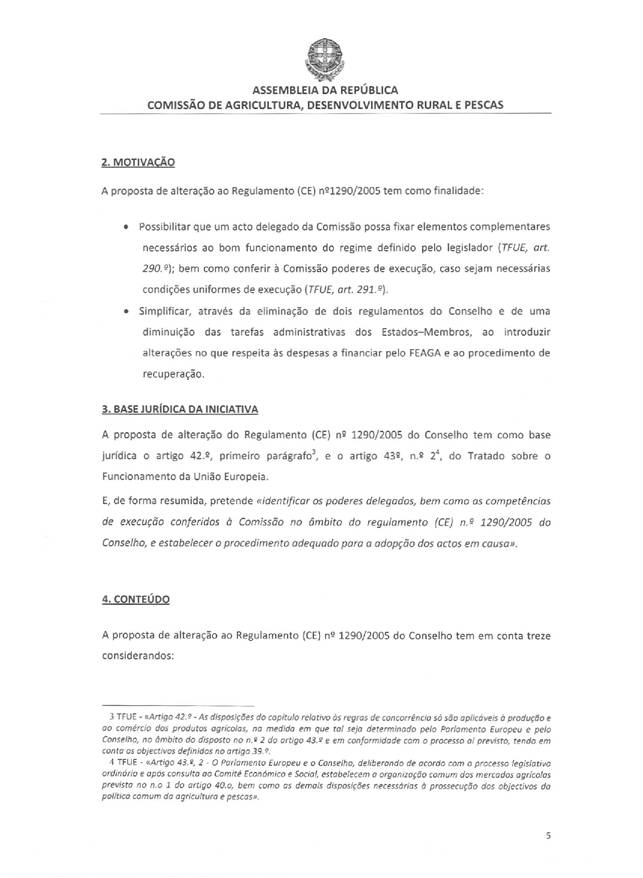 ASSEMBLEIA DA REPÚBLICA
COMISSÃO DE AGRICULTURA, DESENVOLVIMENTO RURAL E PESCAS
2. MOTIVAÇÃO
A proposta de alteração ao Regulamento (CE) nº1290/2005 tem como finalidade:
• Possibilitar que um acto delegado da Comissão possa fixar elementos complementares
necessários ao bom funcionamento do regime definido pelo legislador (TFUE, art.
290.º); bem como conferir à Comissão poderes de execução, caso sejam necessárias
condições uniformes de execução (TFUE, art. 291.º).
• Simplificar, através da eliminação de dois regulamentos do Conselho e de uma
diminuição das tarefas administrativas dos Estados–Membros, ao introduzir
alterações no que respeita às despesas a financiar pelo FEAGA e ao procedimento de
recuperação.
3. BASE JURÍDICA DA INICIATIVA
A proposta de alteração do Regulamento (CE) nº 1290/2005 do Conselho tem como base
jurídica o artigo 42.º, primeiro parágrafo3, e o artigo 43º, n.º 24, do Tratado sobre o
Funcionamento da União Europeia.
E, de forma resumida, pretende «identificar os poderes delegados, bem como as competências
de execução conferidos à Comissão no âmbito do regulamento (CE) n.º 1290/2005 do
Conselho, e estabelecer o procedimento adequado para a adopção dos actos em causa».
4. CONTEÚDO
A proposta de alteração ao Regulamento (CE) nº 1290/2005 do Conselho tem em conta treze
considerandos:
3 TFUE - «Artigo 42.º - As disposições do capítulo relativo às regras de concorrência só são aplicáveis à produção e
ao comércio dos produtos agrícolas, na medida em que tal seja determinado pelo Parlamento Europeu e pelo
Conselho, no âmbito do disposto no n.º 2 do artigo 43.º e em conformidade com o processo aí previsto, tendo em
conta os objectivos definidos no artigo 39.º.
4 TFUE - «Artigo 43.º, 2 - O Parlamento Europeu e o Conselho, deliberando de acordo com o processo legislativo
ordinário e após consulta ao Comité Económico e Social, estabelecem a organização comum dos mercados agrícolas
prevista no n.o 1 do artigo 40.o, bem como as demais disposições necessárias à prossecução dos objectivos da
política comum da agricultura e pescas».
5